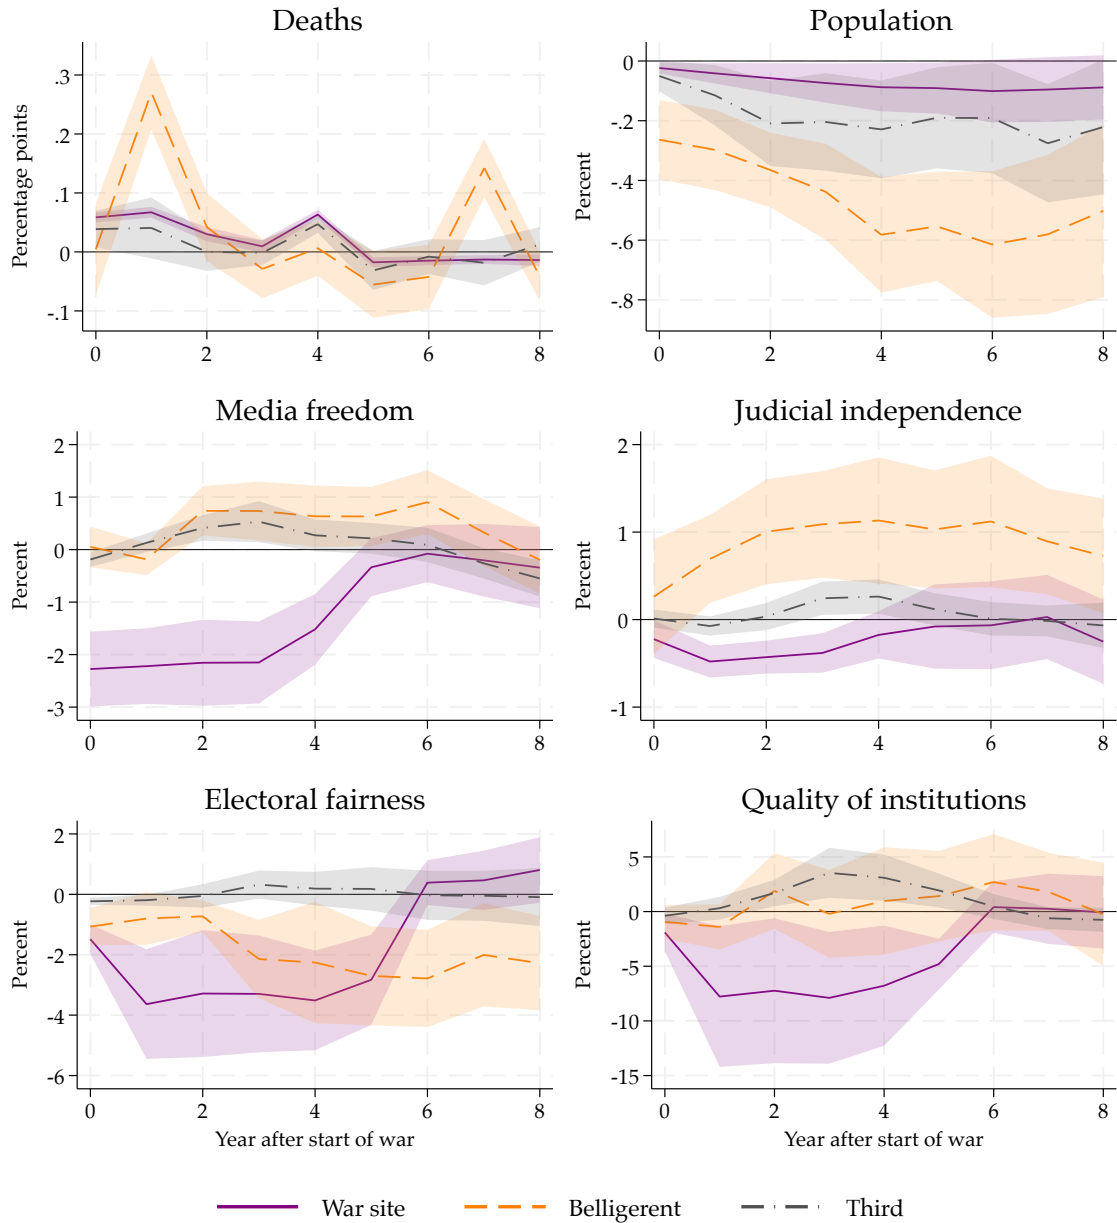 Deaths
Percentage points
.3
.2
.1
0
-.1
0 2 4 6 8
Population
Percent
0
-.2
-.4
-.6
-.8
0 2 4 6 8
Media freedom
Percent
2
1
0
-1
-2
-3
0 2 4 6 8
Judicial independence
Percent
2
1
0
-1
0 2 4 6 8
Electoral fairness
Percent
2
0
-2
-4
-6
0 2 4 6 8
Year after start of war
Quality of institutions
Percent
5
0
-5
-10
-15
0 2 4 6 8
Year after start of war
War site Belligerent Third